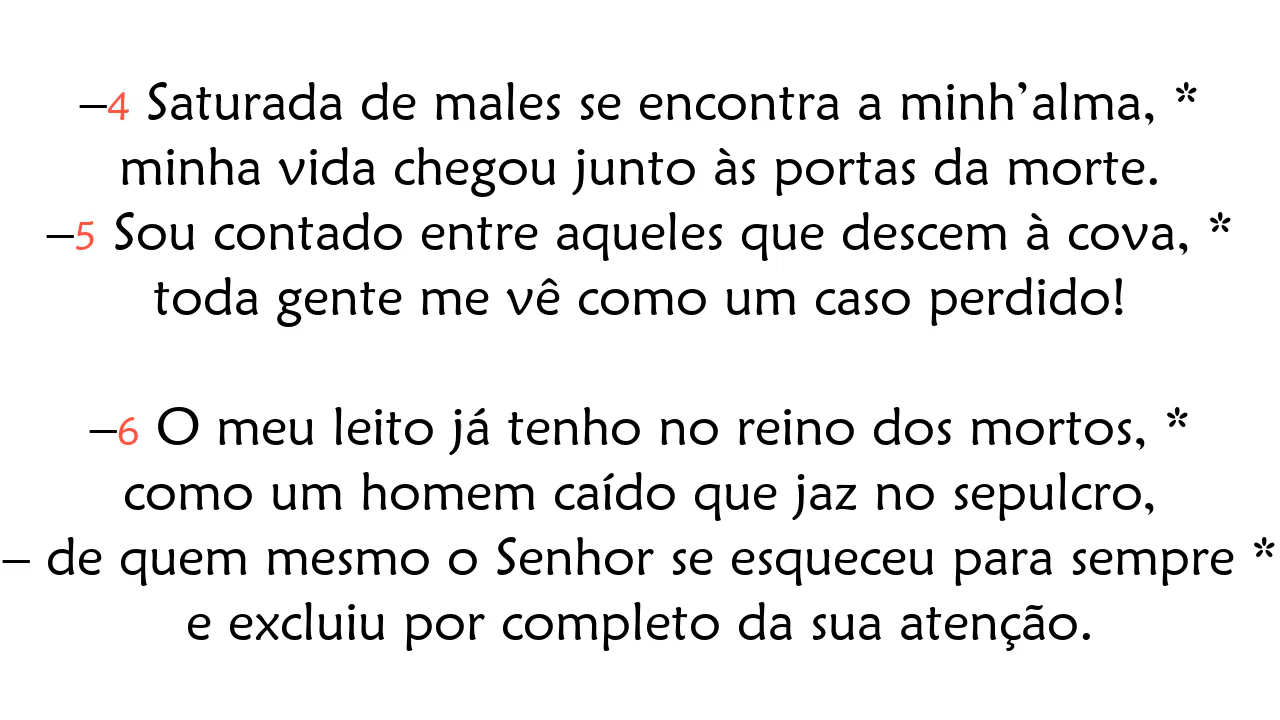 –4 Saturada de males se encontra a minh’alma, *
minha vida chegou junto às portas da morte.
–5 Sou contado entre aqueles que descem à cova, *
toda gente me vê como um caso perdido!
–6 O meu leito já tenho no reino dos mortos, *
como um homem caído que jaz no sepulcro,
– de quem mesmo o Senhor se esqueceu para sempre *
e excluiu por completo da sua atenção.